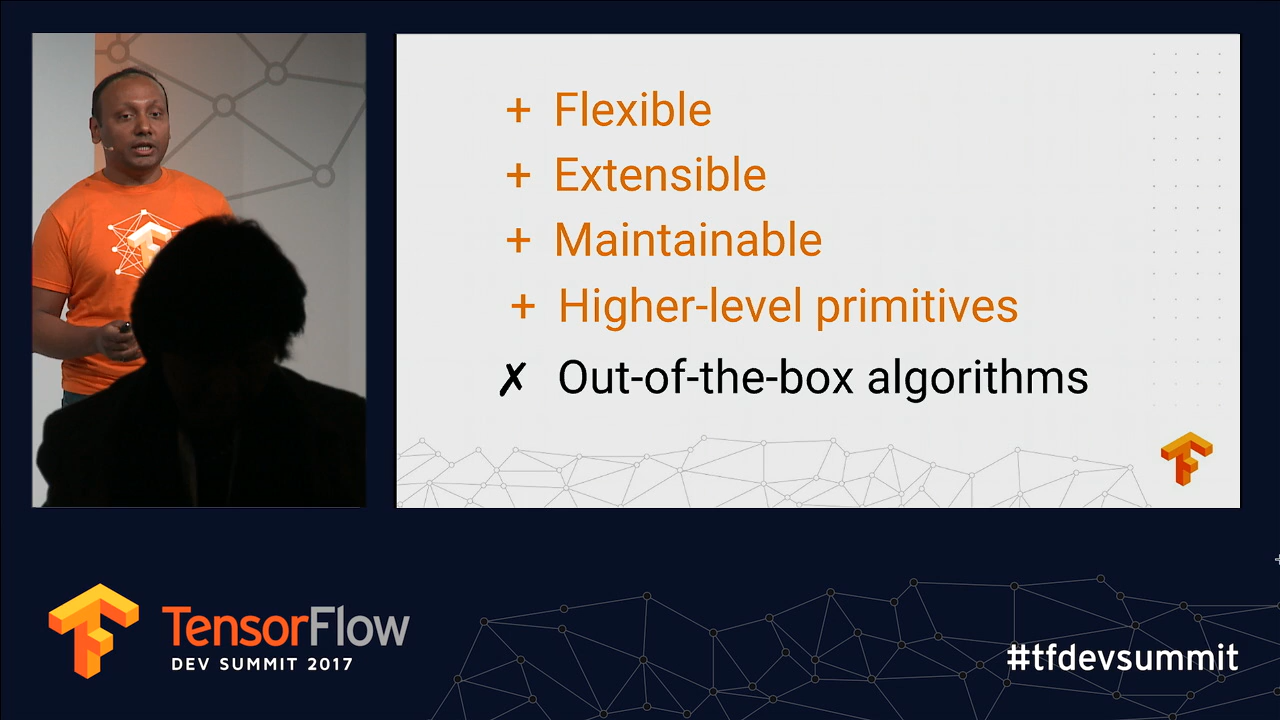 + Flexible
+ Extensible
+ Maintainable
+ Higher-level primitives
✗ Out-of-the-box algorithms
TensorFlow
DEV SUMMIT 2017
#tfdevsummit